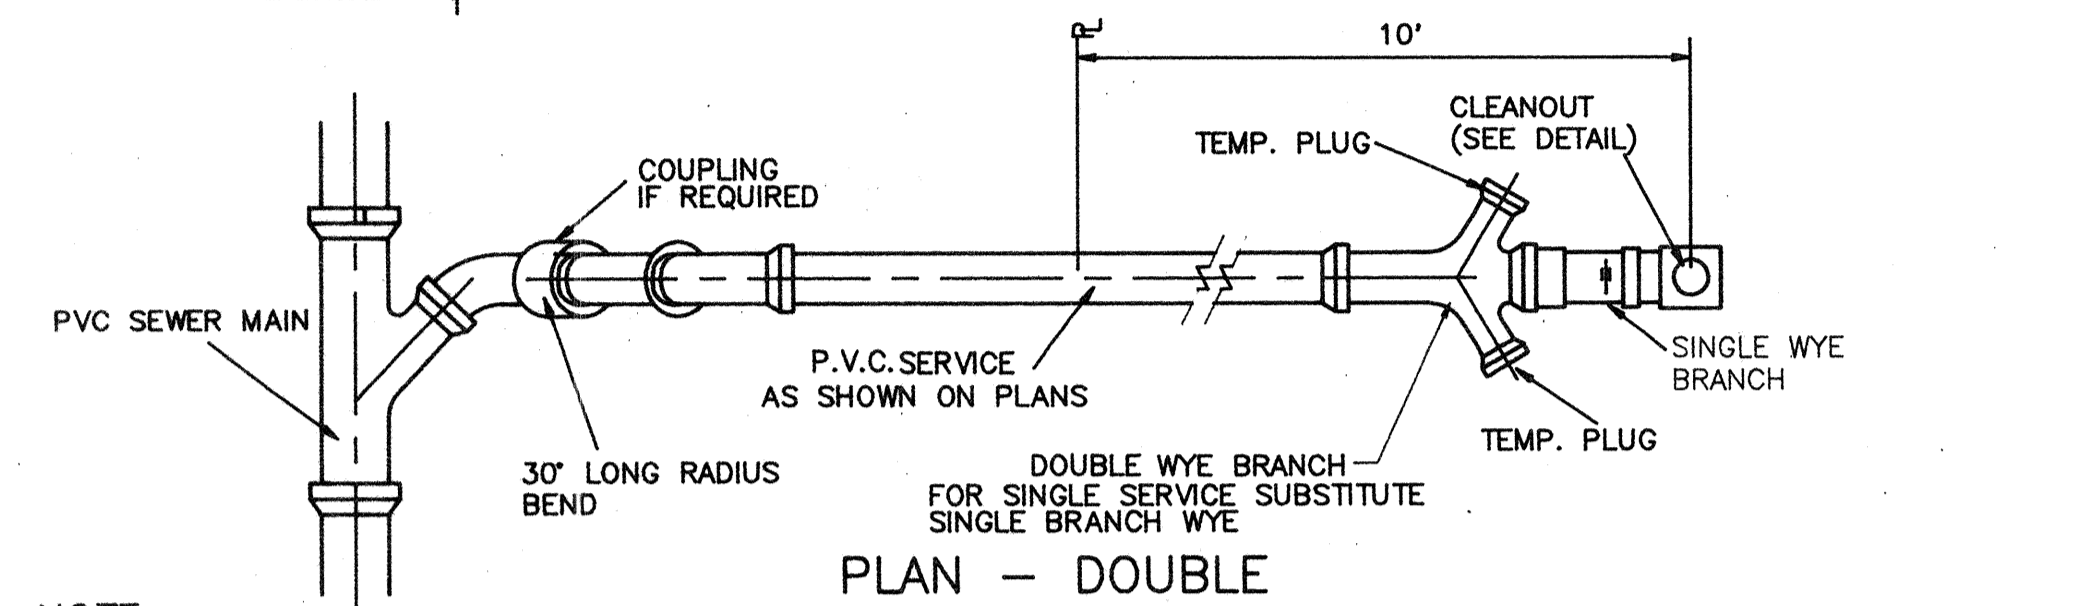 10'
CLEANOUT
(SEE DETAIL)
TEMP. PLUG
COUPLING
IF REQUIRED
PVC SEWER MAIN
P.V.C. SERVICE
AS SHOWN ON PLANS
SINGLE WYE
BRANCH
TEMP. PLUG
30° LONG RADIUS
BEND
DOUBLE WYE BRANCH
FOR SINGLE SERVICE SUBSTITUTE
SINGLE BRANCH WYE
PLAN – DOUBLE